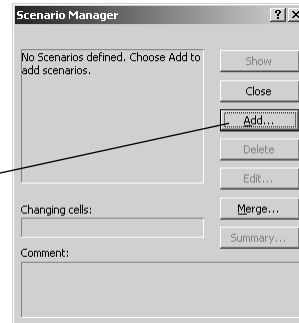 Scenario Manager
No Scenarios defined. Choose Add to
add scenarios.
Show
Close
Add...
Delete
Edit...
Changing cells:
Merge...
Summary...
Comment: